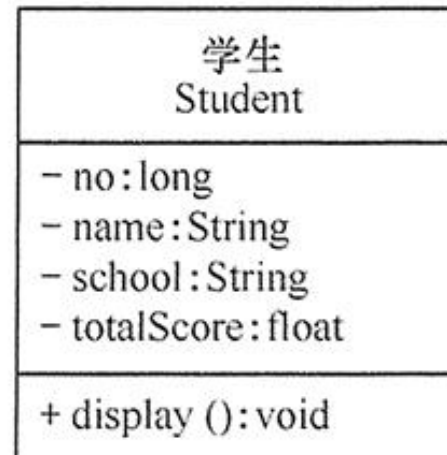 学生
Student
- no:long
- name:String
- school:String
- totalScore:float
+ display ():void